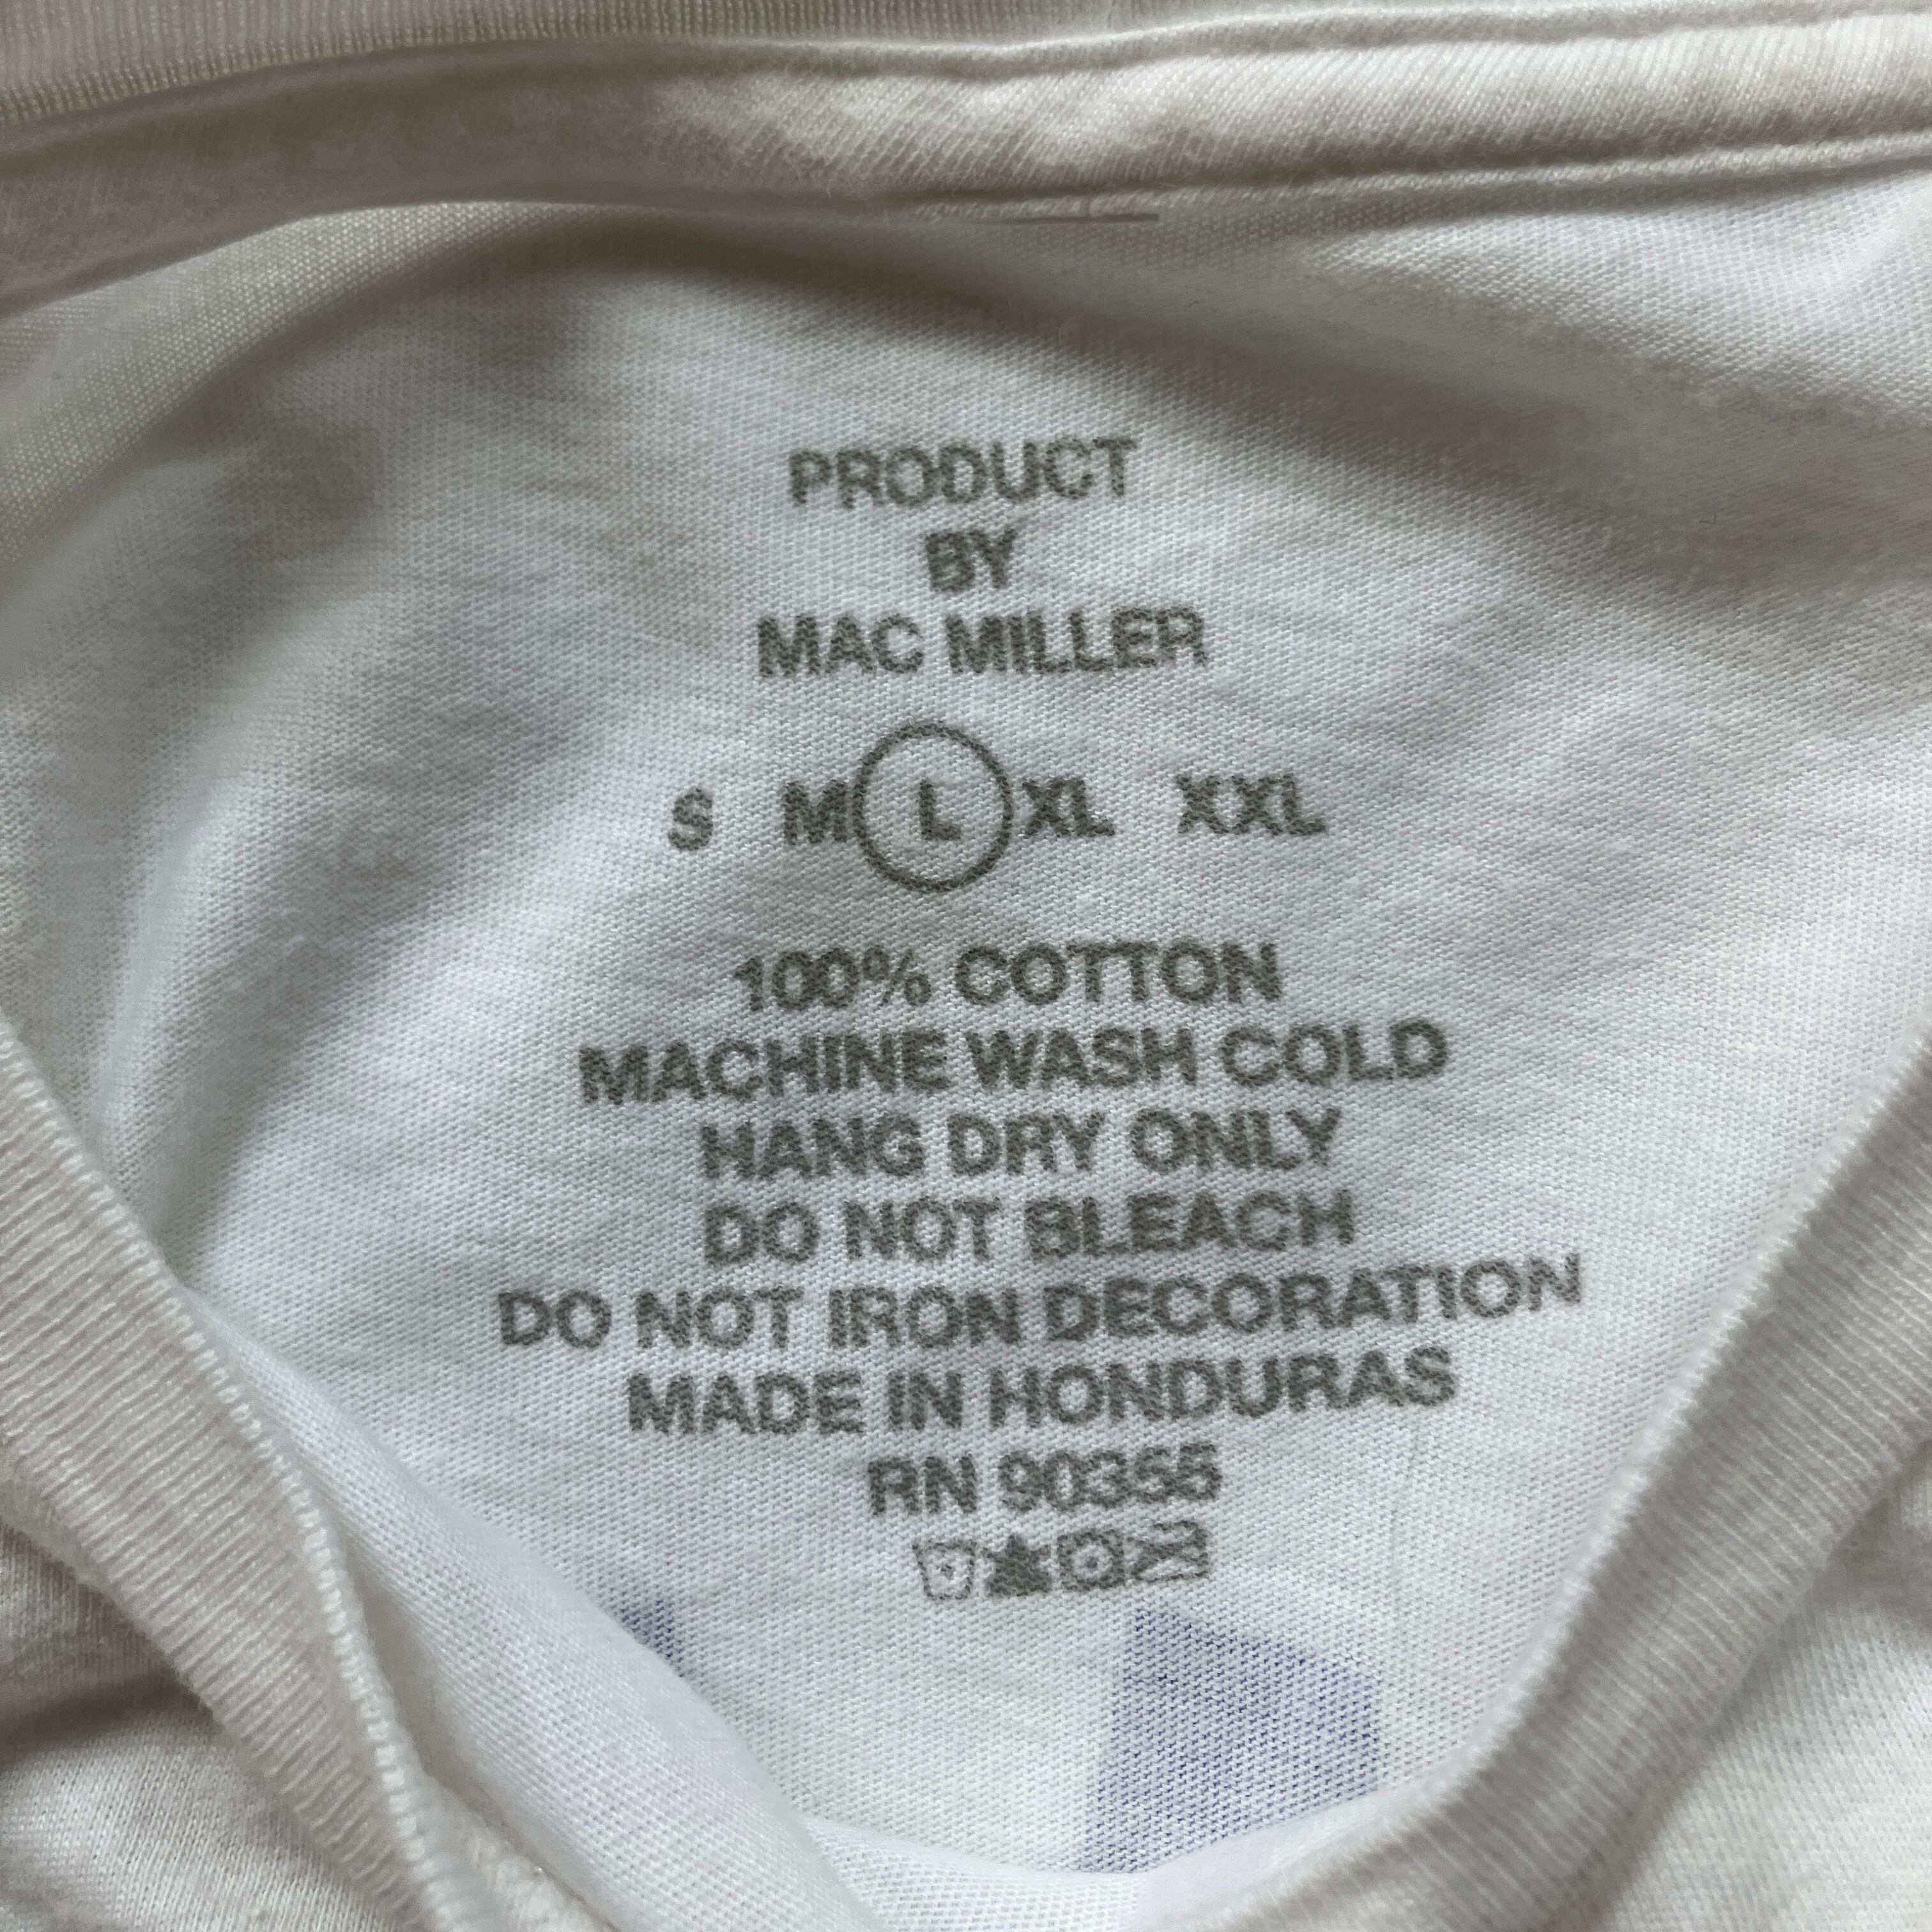 PRODUCT
BY
MAC MILLER
S M L XL XXL
100% COTTON
MACHINE WASH COLD
HANG DRY ONLY
DO NOT BLEACH
DO NOT IRON DECORATION
MADE IN HONDURAS
RN 90355